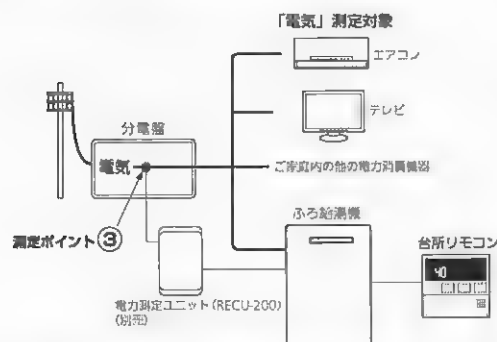 「電気」測定対象
エアコン
テレビ
分電盤
電気
ご家庭内の他の電力消費機器
測定ポイント③
ふろ給湯機
台所リモコン
40
電力測定ユニット(RECU-200)
(別売)